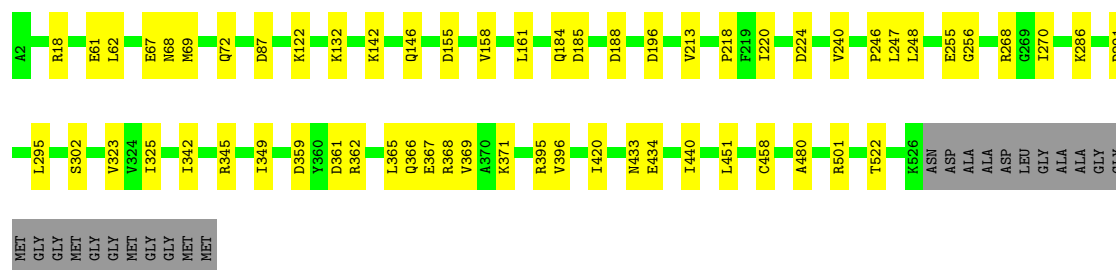 A2 R18 E61 L62 E67 N68 M69 Q72 D87 K122 K132 K142 Q146 D155 V158 L161 Q184 D185 D188 D196 V213 P218 F219 I220 D224 V240 P246 L247 L248 E255 G256 R268 G269 I270 K286
L295 S302 V323 V324 I325 I342 R345 I349 D359 Y360 D361 R362 L365 Q366 E367 R368 V369 A370 K371 R395 V396 I420 N433 E434 I440 L451 C458 A480 R501 T522 K526 ASN ASP ALA ALA ASP LEU GLY ALA ALA GLY
MET GLY GLY MET GLY GLY MET GLY GLY MET MET